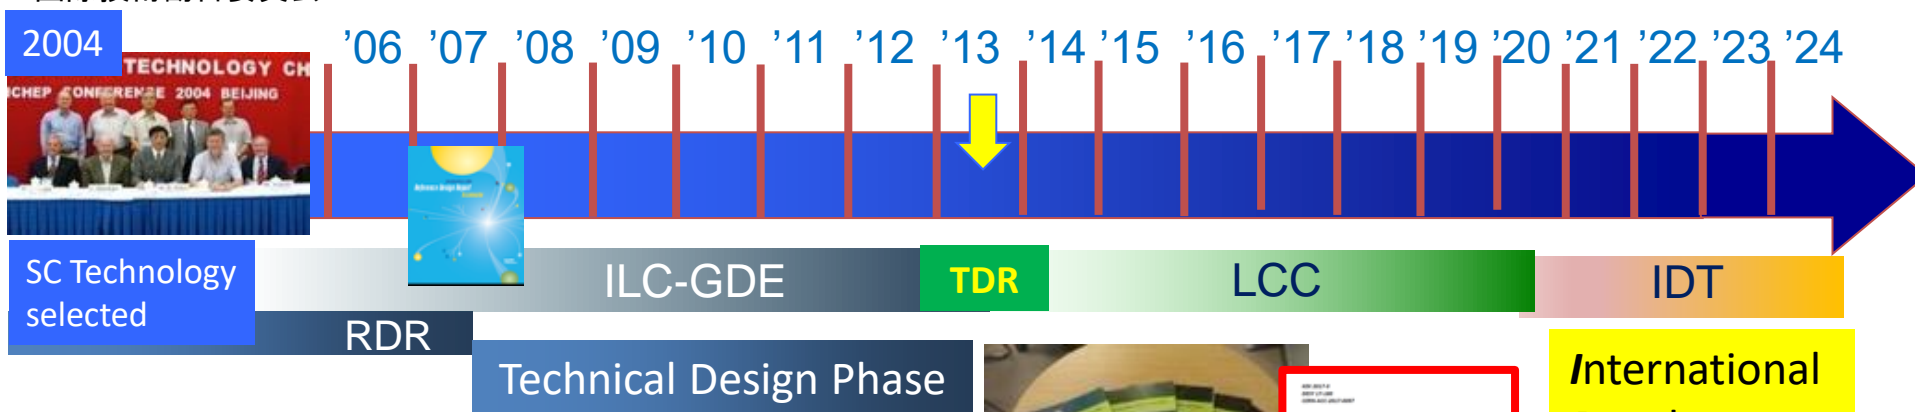 2004
’06 ’07 ’08 ’09 ’10 ’11 ’12 ’13 ’14 ’15 ’16 ’17 ’18 ’19 ’20 ’21 ’22 ’23 ’24
TECHNOLOGY CH
ICHEP CONFERENCE 2004 BEIJING
SC Technology
selected
ILC-GDE
TDR
LCC
IDT
RDR
Technical Design Phase
International